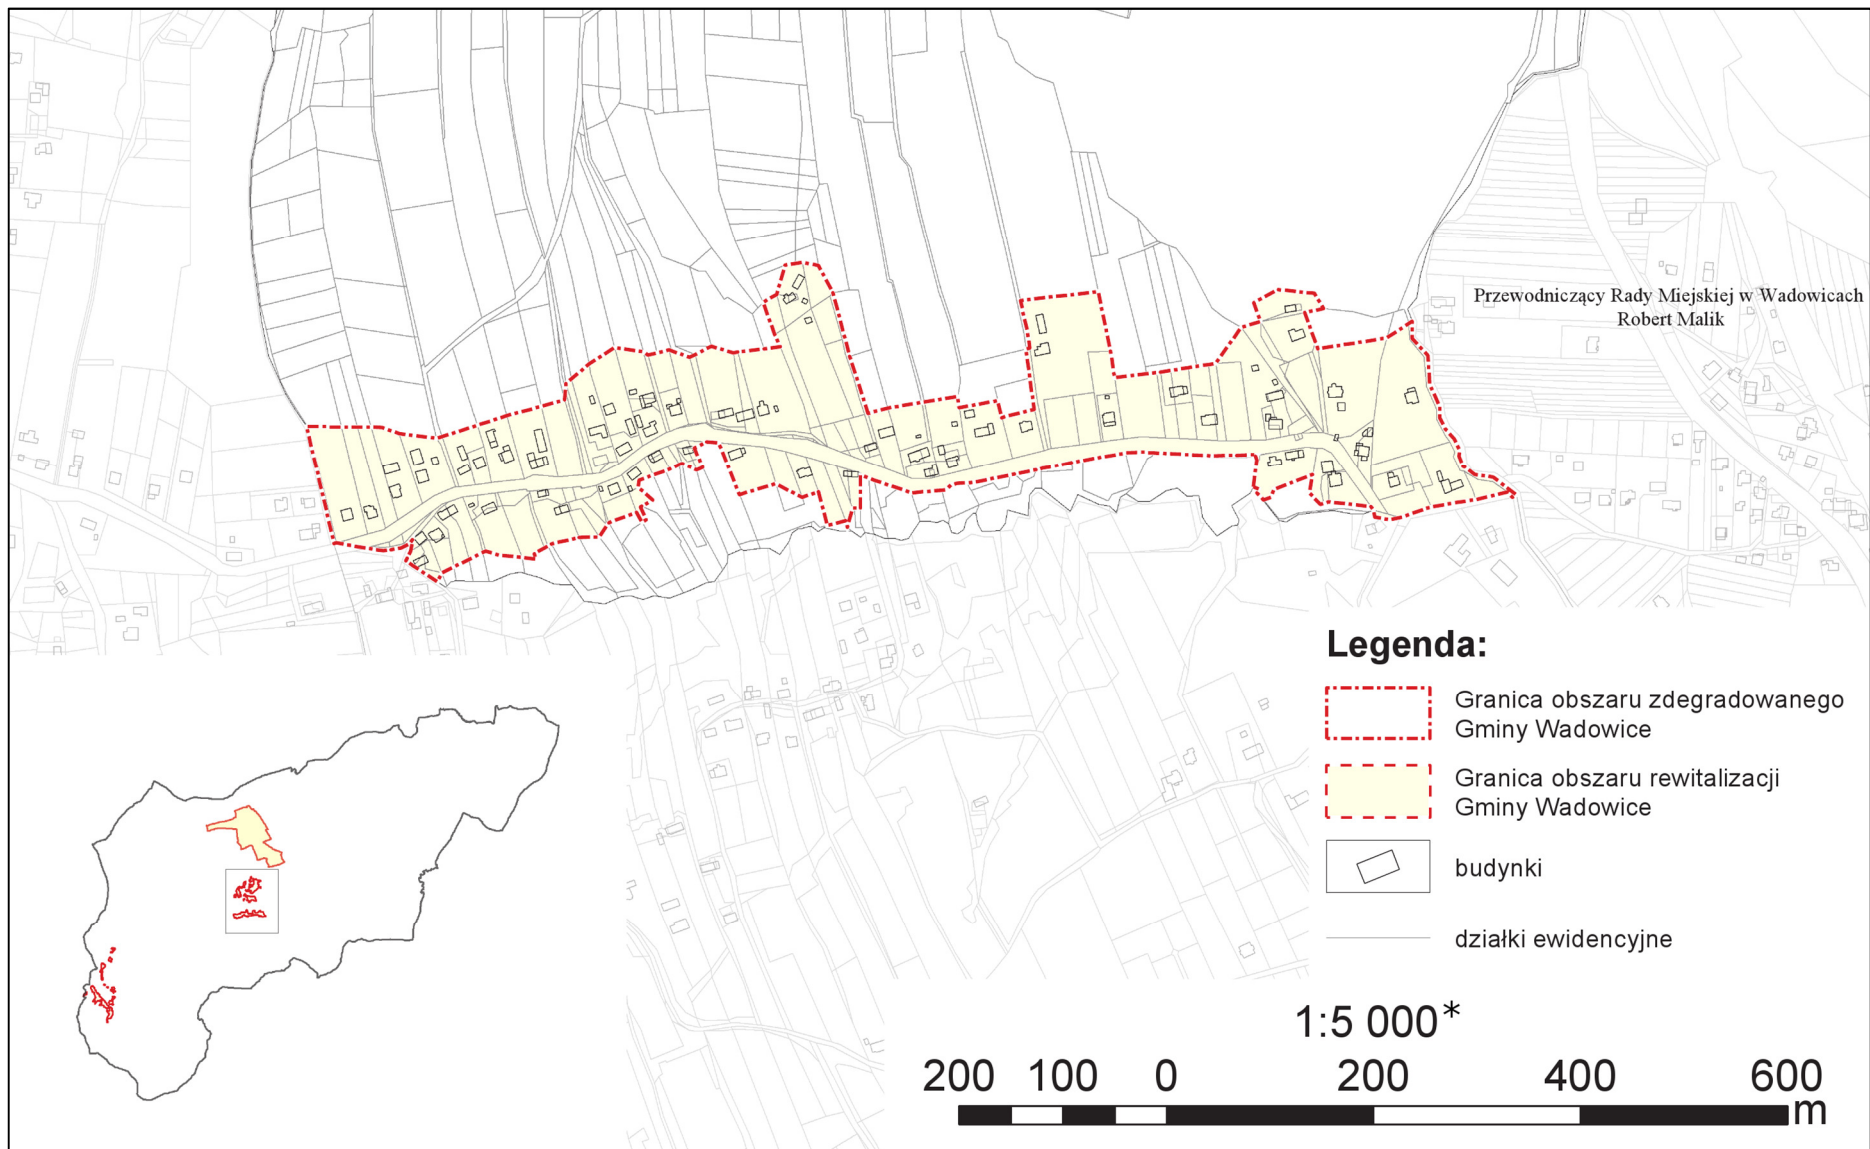 Przewodniczący Rady Miejskiej w Wadowicach
Robert Malik
Legenda:
Granica obszaru zdegradowanego
Gminy Wadowice
Granica obszaru rewitalizacji
Gminy Wadowice
budynki
działki ewidencyjne
1:5 000*
200 100 0 200 400 600
m